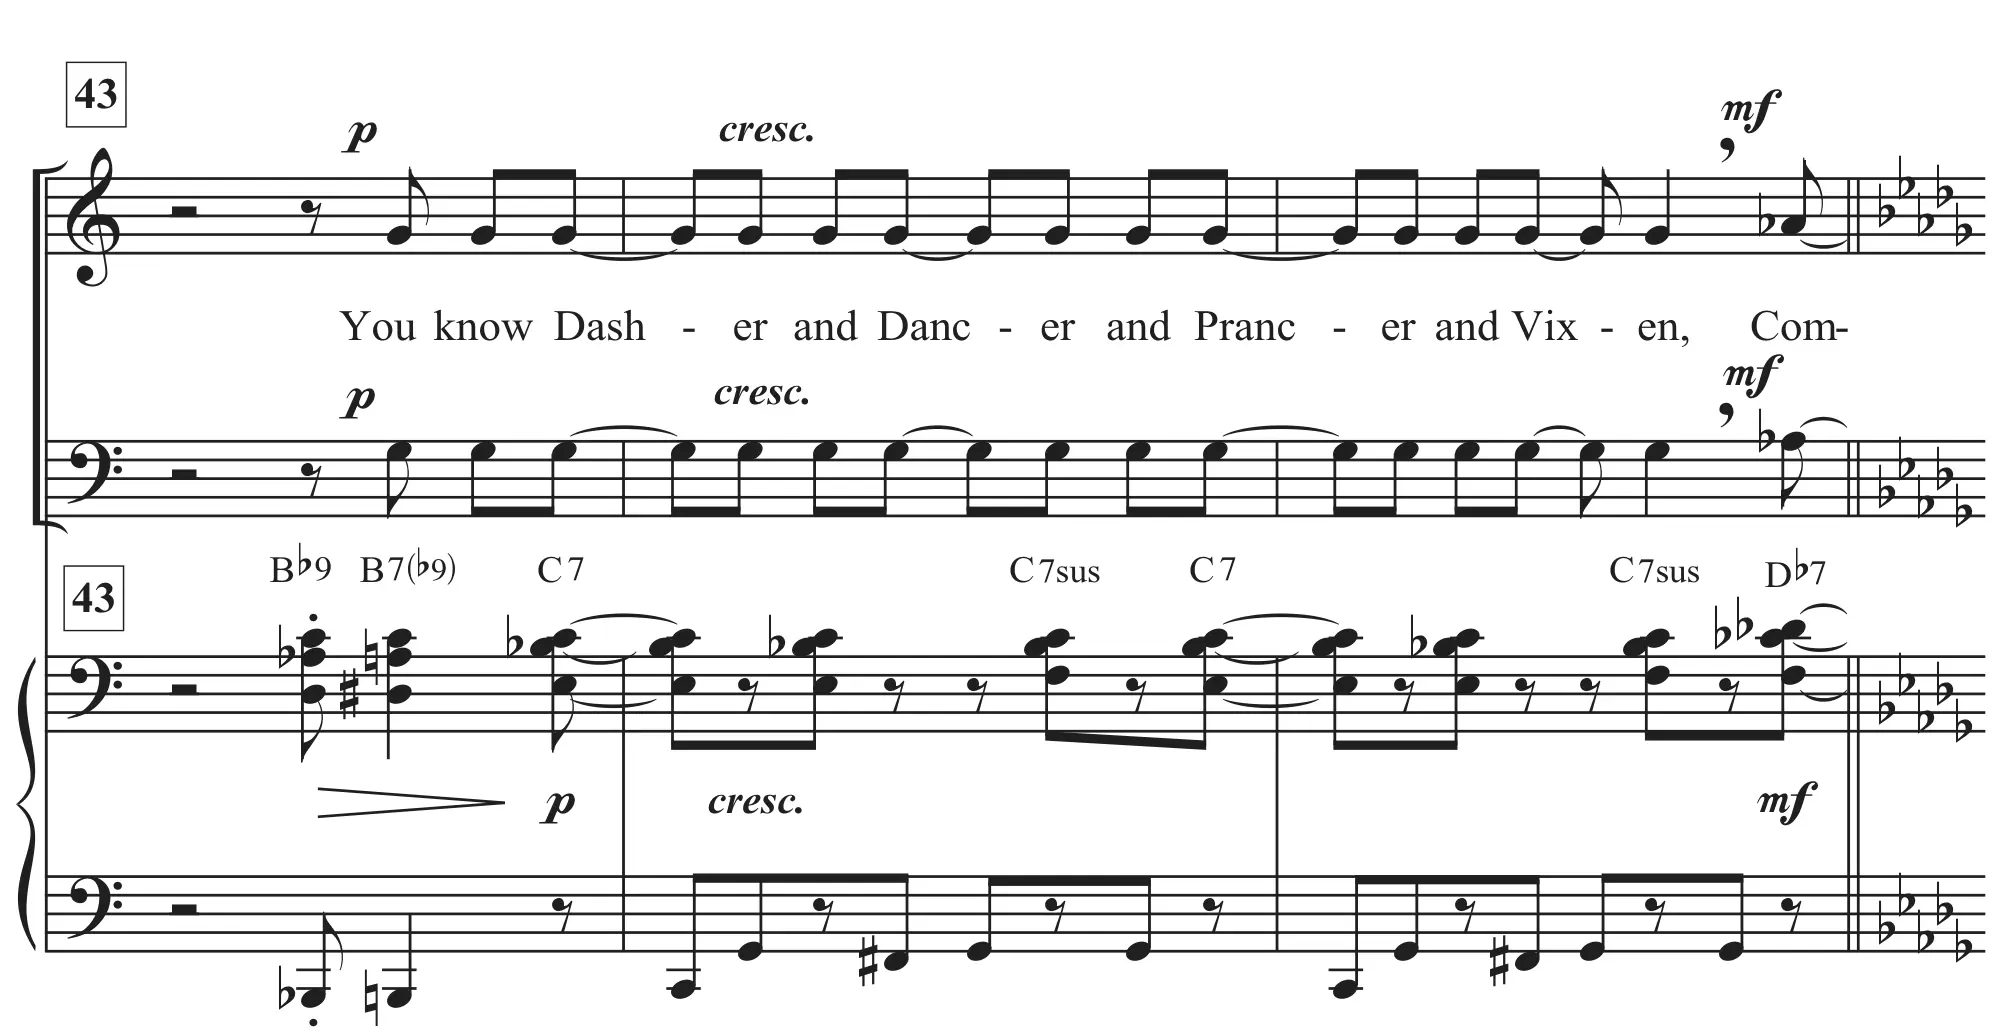 43
p cresc. mf
You know Dash - er and Danc - er and Pranc - er and Vix - en, Com-
p cresc. mf
43 B♭9 B7(♭9) C7 C7sus C7 C7sus D♭7
p cresc. mf